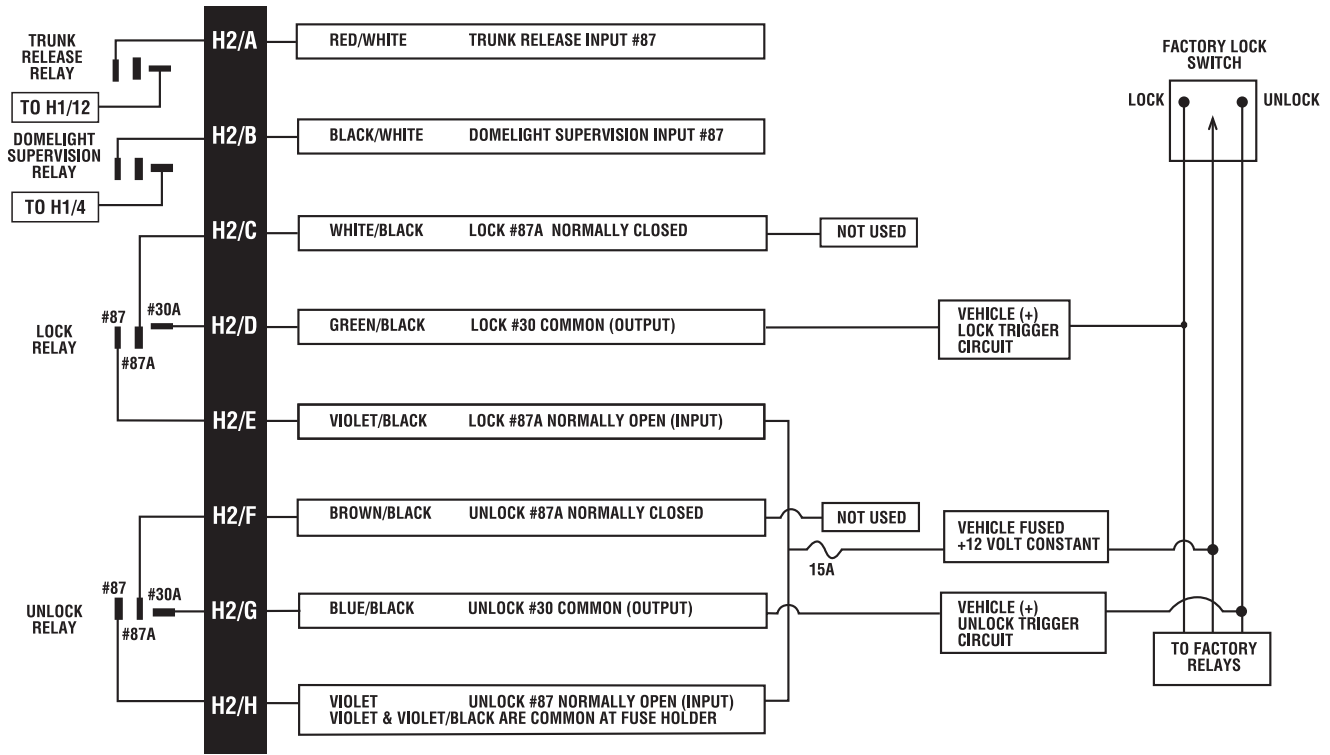 TRUNK
RELEASE
RELAY
H2/A
RED/WHITE TRUNK RELEASE INPUT #87
FACTORY LOCK
SWITCH
LOCK
UNLOCK
TO H1/12
DOMELIGHT
SUPERVISION
RELAY
H2/B
BLACK/WHITE DOMELIGHT SUPERVISION INPUT #87
TO H1/4
H2/C
WHITE/BLACK LOCK #87A NORMALLY CLOSED
NOT USED
LOCK
RELAY
#87
#30A
#87A
H2/D
GREEN/BLACK LOCK #30 COMMON (OUTPUT)
VEHICLE (+)
LOCK TRIGGER
CIRCUIT
H2/E
VIOLET/BLACK LOCK #87A NORMALLY OPEN (INPUT)
H2/F
BROWN/BLACK UNLOCK #87A NORMALLY CLOSED
NOT USED
15A
VEHICLE FUSED
+12 VOLT CONSTANT
UNLOCK
RELAY
#87
#30A
#87A
H2/G
BLUE/BLACK UNLOCK #30 COMMON (OUTPUT)
VEHICLE (+)
UNLOCK TRIGGER
CIRCUIT
TO FACTORY
RELAYS
H2/H
VIOLET UNLOCK #87 NORMALLY OPEN (INPUT)
VIOLET & VIOLET/BLACK ARE COMMON AT FUSE HOLDER